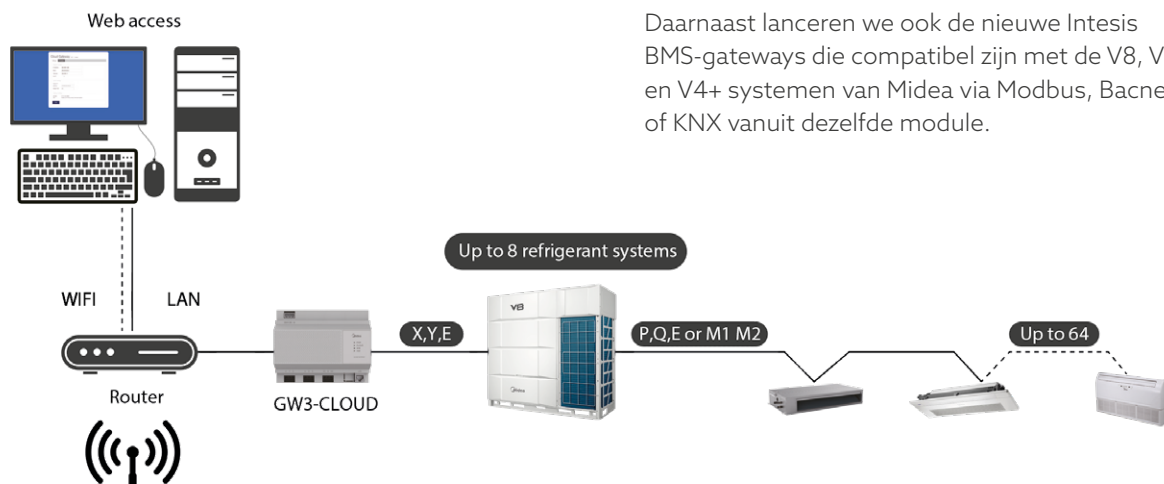 Web access
Daarnaast lanceren we ook de nieuwe Intesis
BMS-gateways die compatibel zijn met de V8,
en V4+ systemen van Midea via Modbus,
of KNX vanuit dezelfde module.
Up to 8 refrigerant systems
WIFI
LAN
V8
X,Y,E
P,Q,E or M1 M2
Up to 64
Midea
Router
GW3-CLOUD